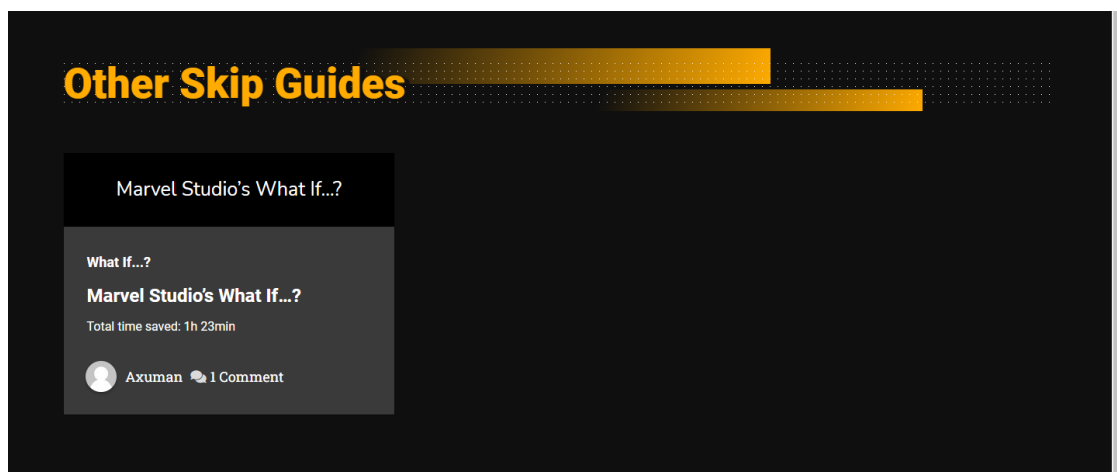 Other Skip Guides
Marvel Studio’s What If...?
What If...?
Marvel Studio’s What If...?
Total time saved: 1h 23min
Axuman 1 Comment